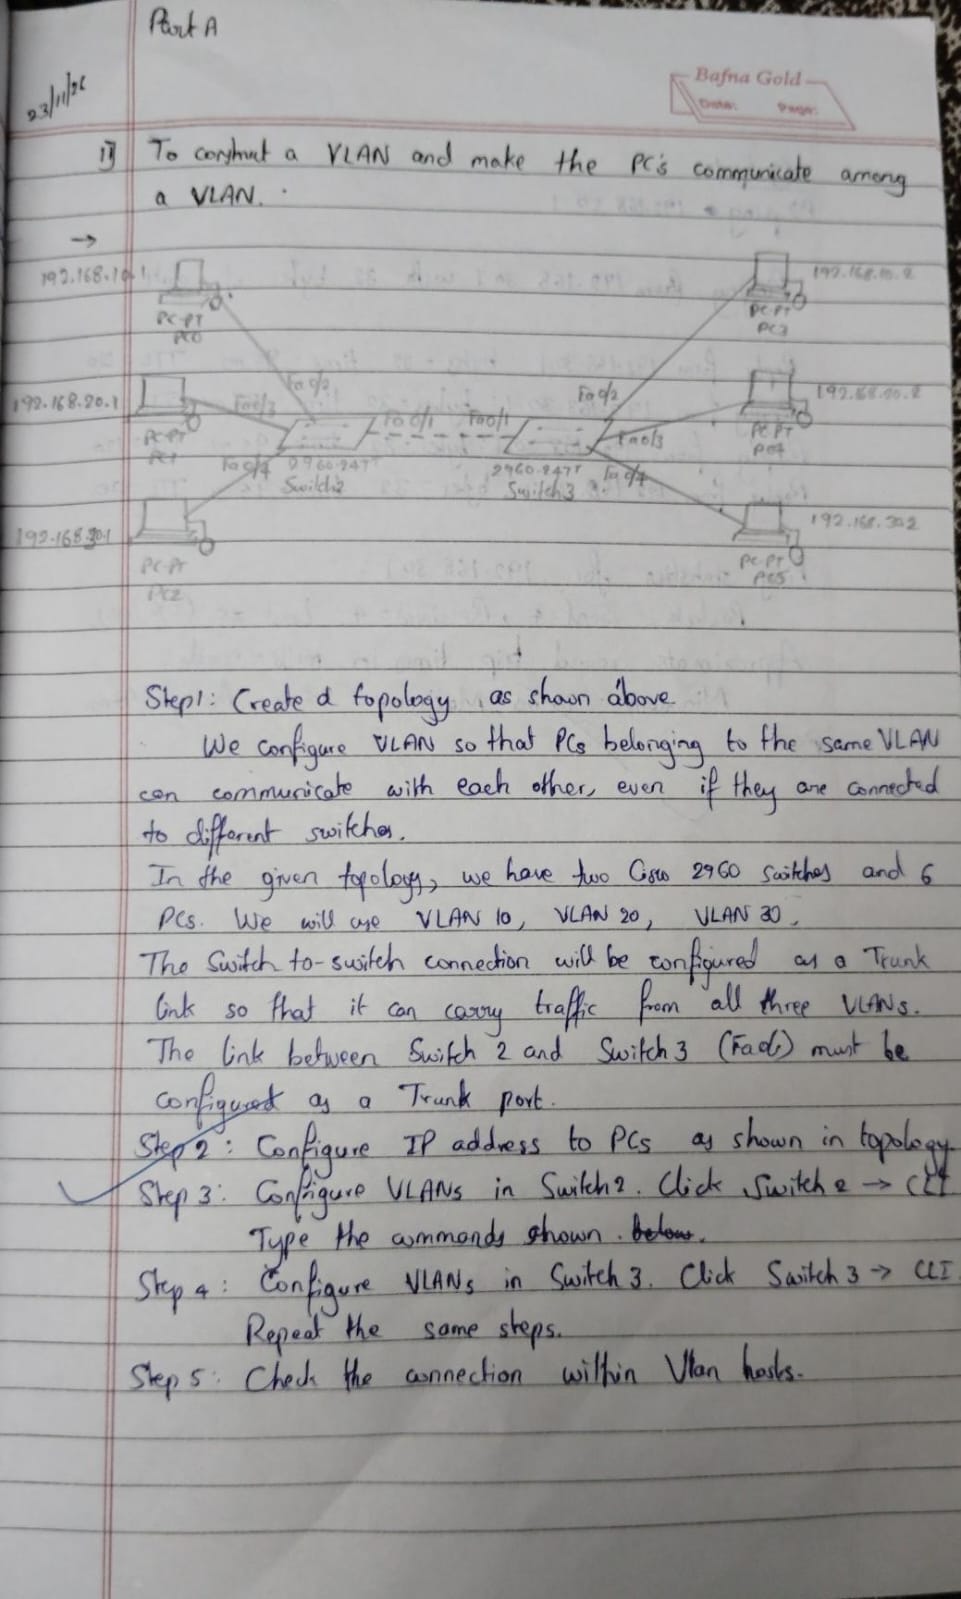 Part A
23/11/26
Bafna Gold
Date: Page:
1) To construct a VLAN and make the PC's communicate among
a VLAN.
→
192.168.10.1
PC-PT
PC0
192.168.10.2
PC-PT
PC3
Fa0/2
Fa0/2
192.168.20.1
PC-PT
PC1
Fa0/3
Fa0/1
Fa0/1
192.168.20.2
PC-PT
PC4
Fa0/3
Fa0/4
2960-24TT
Switch2
2960-24TT
Switch3
Fa0/4
192.168.30.1
PC-PT
PC2
192.168.30.2
PC-PT
PC5
Step1: Create a topology as shown above
We configure VLAN so that PCs belonging to the same VLAN
can communicate with each other, even if they are connected
to different switches.
In the given topology, we have two Cisco 2960 switches and 6
PCs. We will use VLAN 10, VLAN 20, VLAN 30.
The Switch to-switch connection will be configured as a Trunk
link so that it can carry traffic from all three VLANs.
The link between Switch 2 and Switch 3 (Fa0/1) must be
configured as a Trunk port.
Step 2: Configure IP address to PCs as shown in topology
Step 3: Configure VLANs in Switch2. Click Switch 2 → CLI
Type the commands shown. below.
Step 4: Configure VLANs in Switch 3. Click Switch 3 → CLI
Repeat the same steps.
Step 5: Check the connection within Vlan hosts.